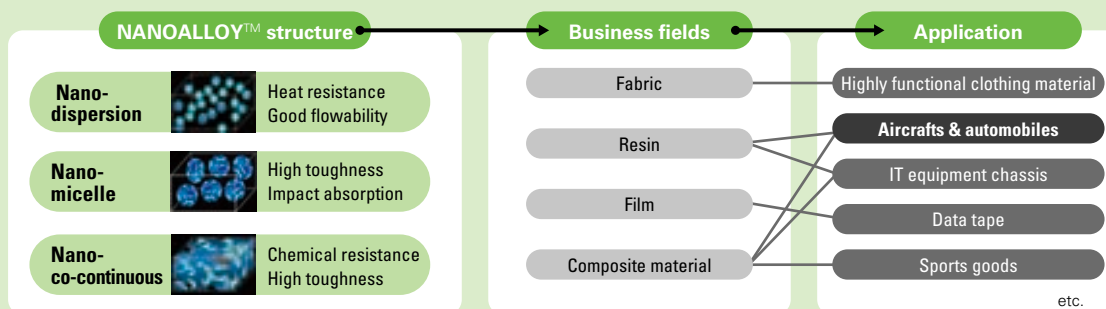 NANOALLOY™ structure
Business fields
Application
Nano-
dispersion
Heat resistance
Good flowability
Nano-
micelle
High toughness
Impact absorption
Nano-
co-continuous
Chemical resistance
High toughness
Fabric
Resin
Film
Composite material
Highly functional clothing material
Aircrafts & automobiles
IT equipment chassis
Data tape
Sports goods
etc.